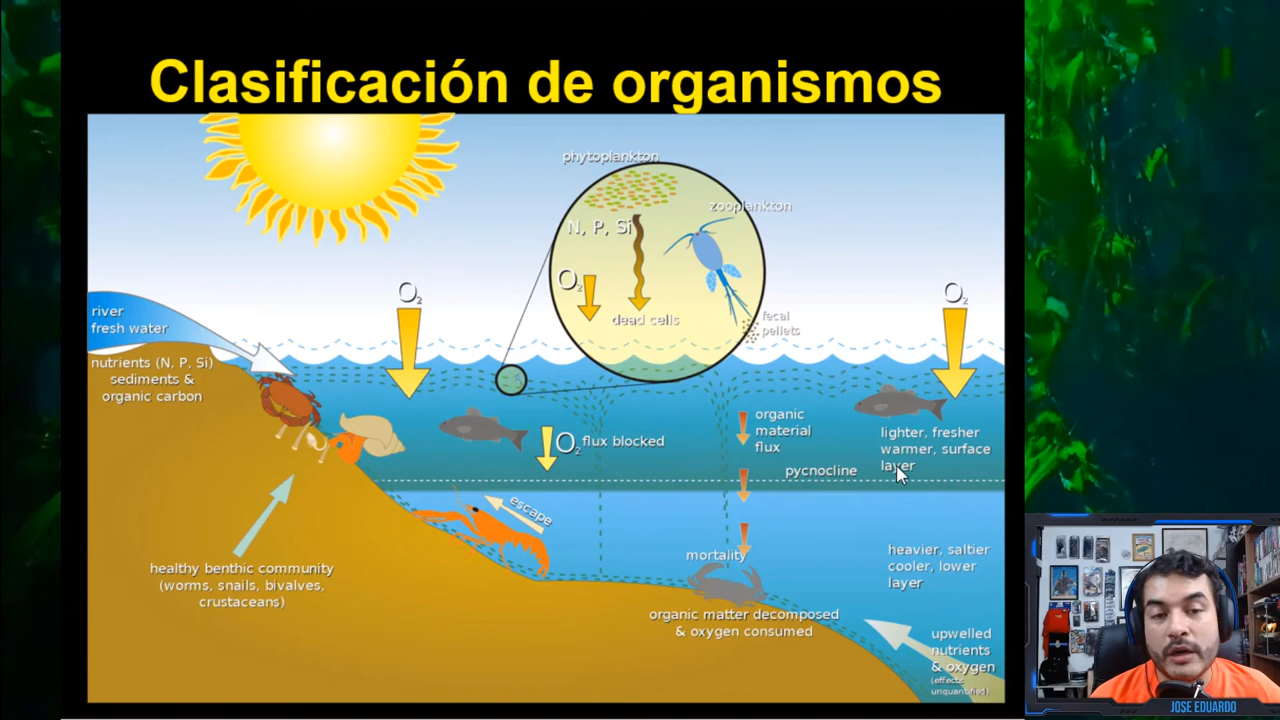 Clasificación de organismos
phytoplankton
zooplankton
N, P, Si
O2
dead cells
fecal
pellets
O2
O2
river
fresh water
nutrients (N, P, Si)
sediments &
organic carbon
O2 flux blocked
organic
material
flux
lighter, fresher
warmer, surface
layer
pycnocline
escape
healthy benthic community
(worms, snails, bivalves,
crustaceans)
mortality
heavier, saltier
cooler, lower
layer
organic matter decomposed
& oxygen consumed
upwelled
nutrients
& oxygen
(effects
unquantified)
JOSE EDUARDO